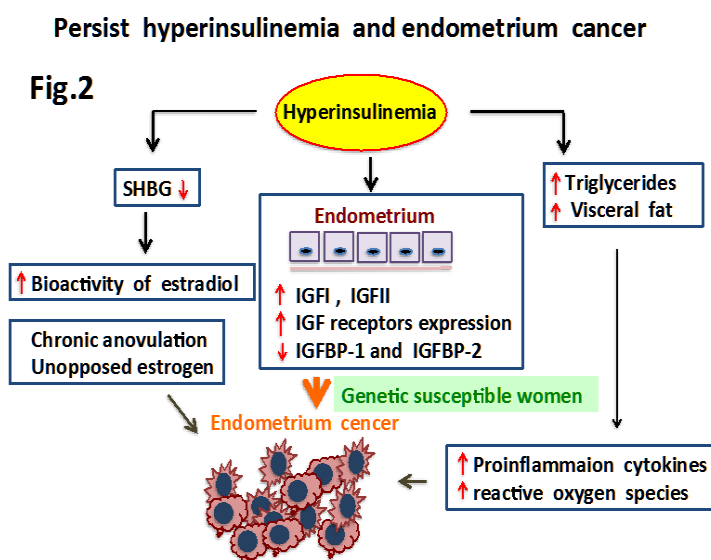 Persist hyperinsulinemia and endometrium cancer
Fig.2
Hyperinsulinemia
SHBG ↓
↑ Triglycerides
↑ Visceral fat
Endometrium
↑ Bioactivity of estradiol
↑ IGFI , IGFII
↑ IGF receptors expression
↓ IGFBP-1 and IGFBP-2
Chronic anovulation
Unopposed estrogen
Genetic susceptible women
Endometrium cencer
↑ Proinflammaion cytokines
↑ reactive oxygen species